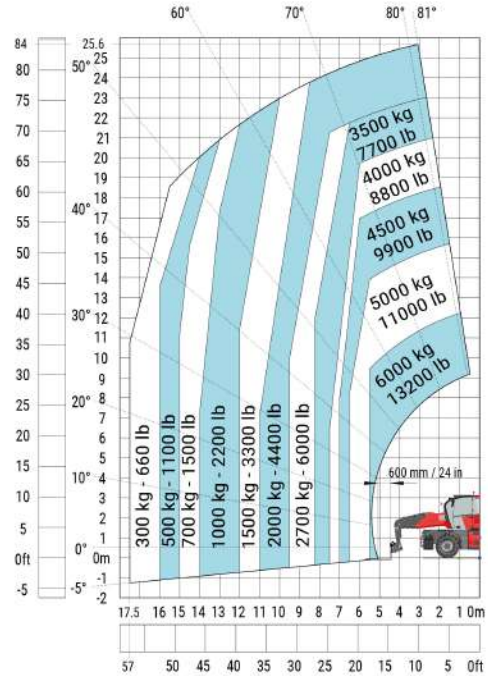 60°
70°
80°
81°
84
25.6
80
25
50°
24
75
23
22
70
21
3500 kg
7700 lb
65
20
19
4000 kg
8800 lb
60
18
40°
17
4500 kg
9900 lb
55
16
50
15
14
5000 kg
11000 lb
45
13
40
12
30°
11
35
10
9
6000 kg
13200 lb
30
8
20°
25
7
6
20
5
15
4
600 mm / 24 in
10°
3
10
2
5
1
0ft
0°
0m
-1
-5
-5°
-2
300 kg - 660 lb
500 kg - 1100 lb
700 kg - 1500 lb
1000 kg - 2200 lb
1500 kg - 3300 lb
2000 kg - 4400 lb
2700 kg - 6000 lb
17.5 16 15 14 13 12 11 10 9 8 7 6 5 4 3 2 1 0m
57 50 45 40 35 30 25 20 15 10 5 0ft